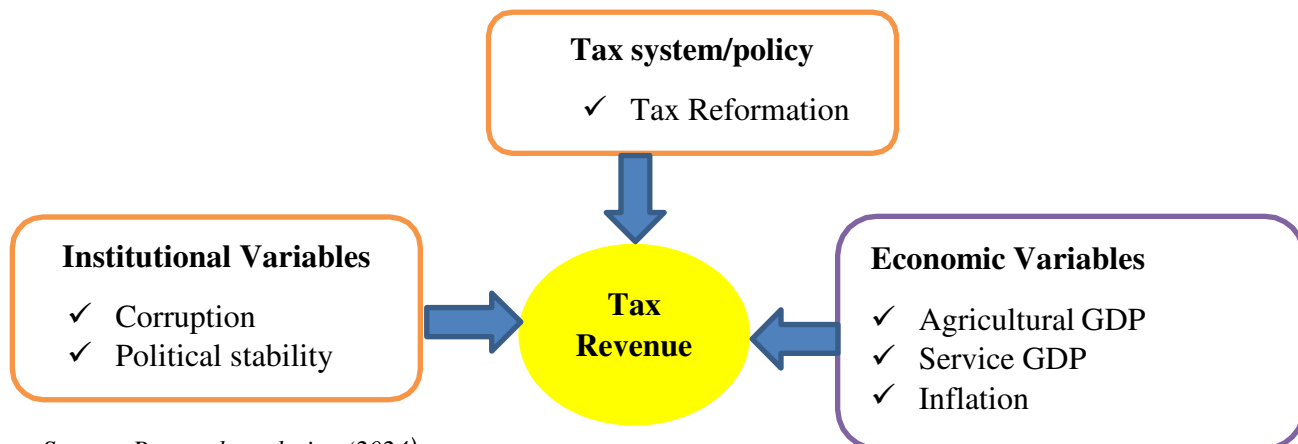 Tax system/policy
✓ Tax Reformation
Institutional Variables
✓ Corruption
✓ Political stability
Tax
Revenue
Economic Variables
✓ Agricultural GDP
✓ Service GDP
✓ Inflation
(2024)